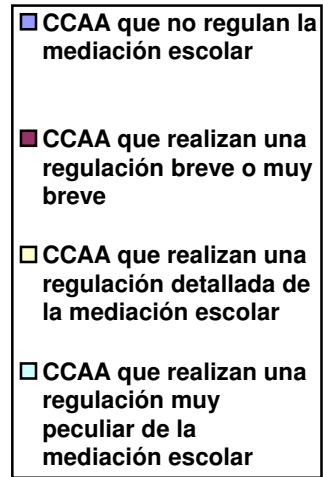 CCAA que no regulan la
mediación escolar
CCAA que realizan una
regulación breve o muy
breve
CCAA que realizan una
regulación detallada de
la mediación escolar
CCAA que realizan una
regulación muy
peculiar de la
mediación escolar